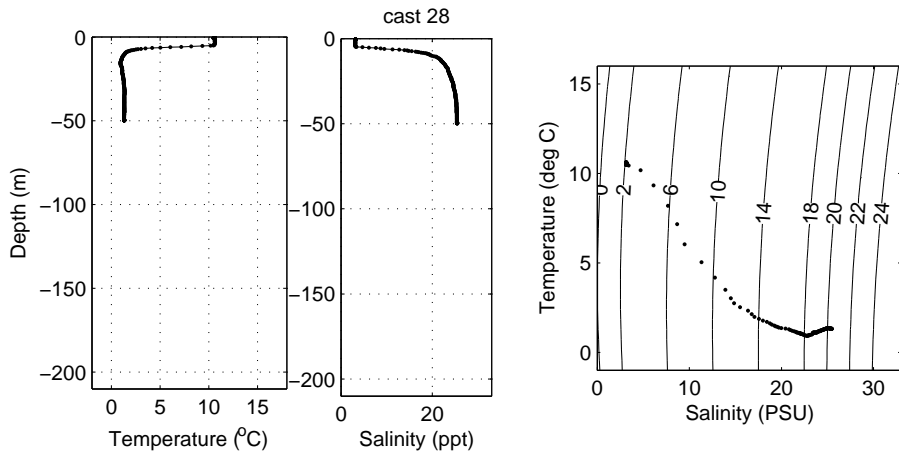 cast 28
0
−50
−100
−150
−200
Depth (m)
0 5 10 15
Temperature (°C)
0
−50
−100
−150
−200
0 20
Salinity (ppt)
15
10
5
0
Temperature (deg C)
0 2 6 10 14 18 20 22 24
0 10 20 30
Salinity (PSU)